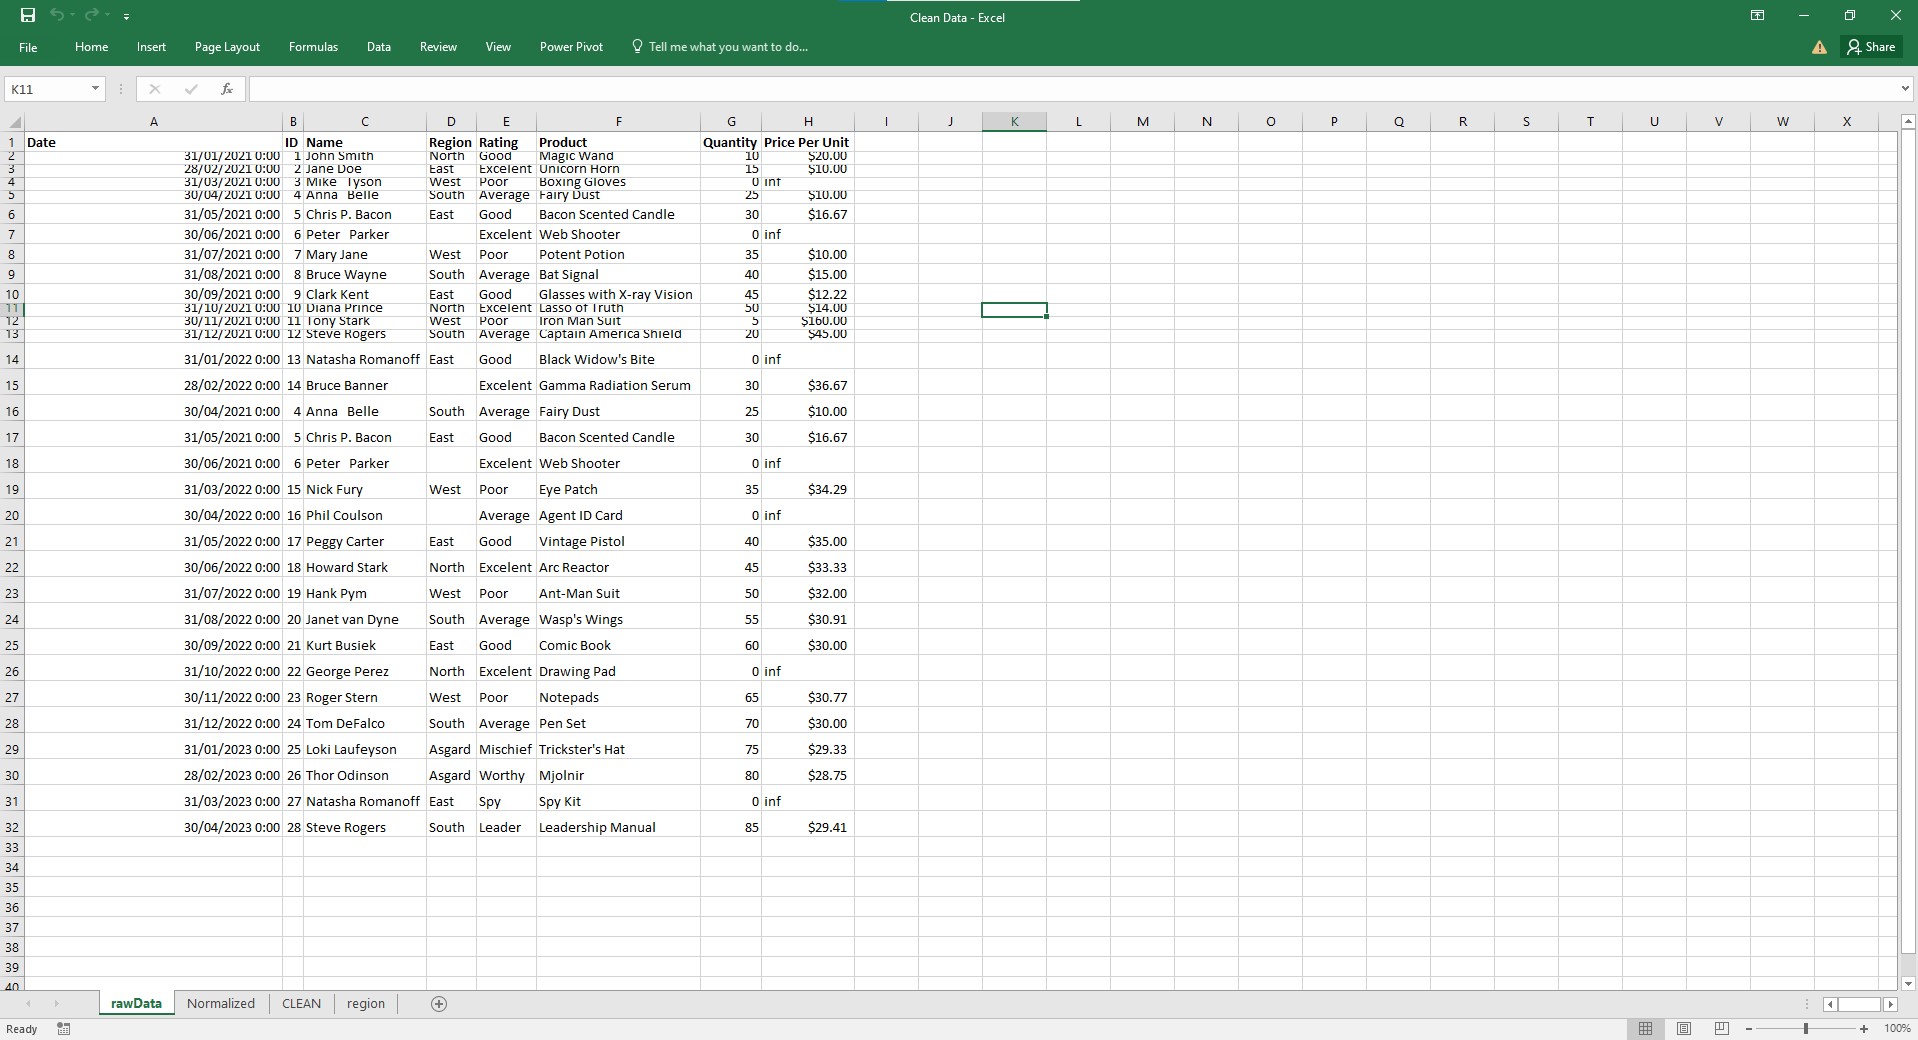 Clean Data - Excel
File Home Insert Page Layout Formulas Data Review View Power Pivot Tell me what you want to do... Share
K11 fx
A B C D E F G H I J K L M N O P Q R S T U V W X
1 Date ID Name Region Rating Product Quantity Price Per Unit
2 31/01/2021 0:00 1 John Smith North Good Magic Wand 10 $20.00
3 28/02/2021 0:00 2 Jane Doe East Excelent Unicorn Horn 15 $10.00
4 31/03/2021 0:00 3 Mike Tyson West Poor Boxing Gloves 0 inf
5 30/04/2021 0:00 4 Anna Belle South Average Fairy Dust 25 $10.00
6 31/05/2021 0:00 5 Chris P. Bacon East Good Bacon Scented Candle 30 $16.67
7 30/06/2021 0:00 6 Peter Parker Excelent Web Shooter 0 inf
8 31/07/2021 0:00 7 Mary Jane West Poor Potent Potion 35 $10.00
9 31/08/2021 0:00 8 Bruce Wayne South Average Bat Signal 40 $15.00
10 30/09/2021 0:00 9 Clark Kent East Good Glasses with X-ray Vision 45 $12.22
11 31/10/2021 0:00 10 Diana Prince North Excelent Lasso of Truth 50 $14.00
12 30/11/2021 0:00 11 Tony Stark West Poor Iron Man Suit 5 $160.00
13 31/12/2021 0:00 12 Steve Rogers South Average Captain America Shield 20 $45.00
14 31/01/2022 0:00 13 Natasha Romanoff East Good Black Widow's Bite 0 inf
15 28/02/2022 0:00 14 Bruce Banner Excelent Gamma Radiation Serum 30 $36.67
16 30/04/2021 0:00 4 Anna Belle South Average Fairy Dust 25 $10.00
17 31/05/2021 0:00 5 Chris P. Bacon East Good Bacon Scented Candle 30 $16.67
18 30/06/2021 0:00 6 Peter Parker Excelent Web Shooter 0 inf
19 31/03/2022 0:00 15 Nick Fury West Poor Eye Patch 35 $34.29
20 30/04/2022 0:00 16 Phil Coulson Average Agent ID Card 0 inf
21 31/05/2022 0:00 17 Peggy Carter East Good Vintage Pistol 40 $35.00
22 30/06/2022 0:00 18 Howard Stark North Excelent Arc Reactor 45 $33.33
23 31/07/2022 0:00 19 Hank Pym West Poor Ant-Man Suit 50 $32.00
24 31/08/2022 0:00 20 Janet van Dyne South Average Wasp's Wings 55 $30.91
25 30/09/2022 0:00 21 Kurt Busiek East Good Comic Book 60 $30.00
26 31/10/2022 0:00 22 George Perez North Excelent Drawing Pad 0 inf
27 30/11/2022 0:00 23 Roger Stern West Poor Notepads 65 $30.77
28 31/12/2022 0:00 24 Tom DeFalco South Average Pen Set 70 $30.00
29 31/01/2023 0:00 25 Loki Laufeyson Asgard Mischief Trickster's Hat 75 $29.33
30 28/02/2023 0:00 26 Thor Odinson Asgard Worthy Mjolnir 80 $28.75
31 31/03/2023 0:00 27 Natasha Romanoff East Spy Spy Kit 0 inf
32 30/04/2023 0:00 28 Steve Rogers South Leader Leadership Manual 85 $29.41
33
34
35
36
37
38
39
40
rawData Normalized CLEAN region
Ready 100%